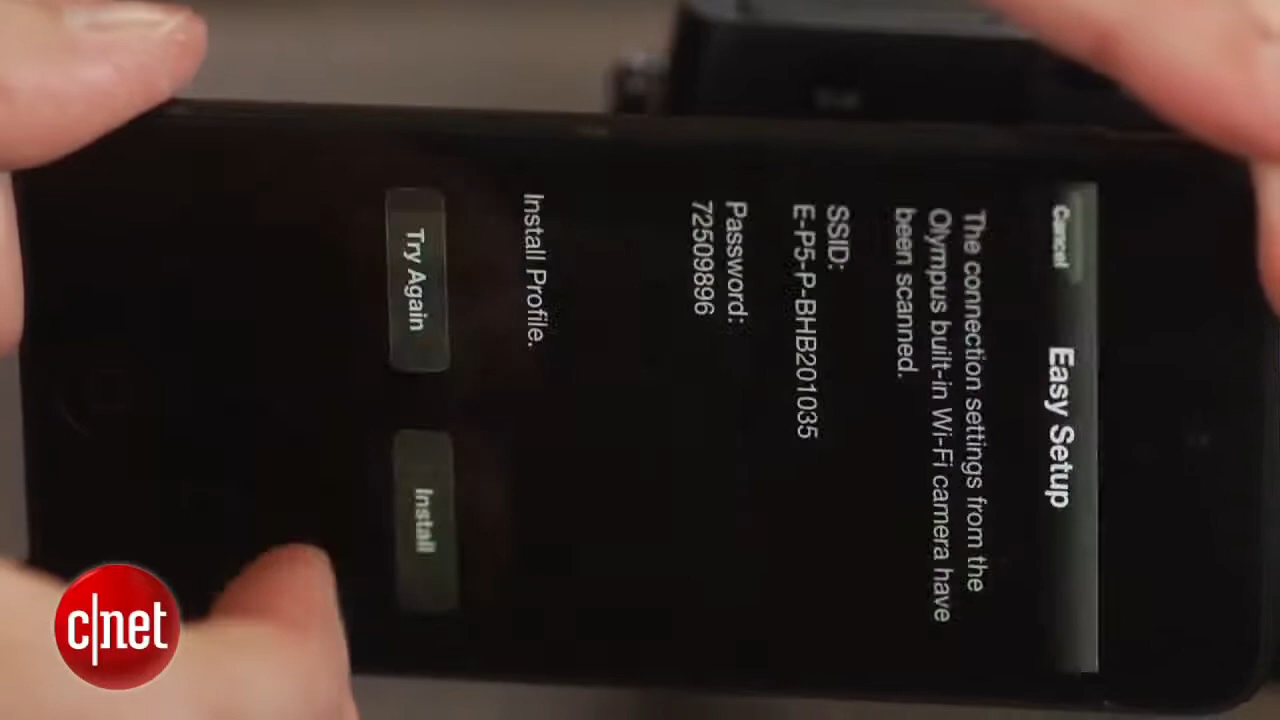 Cancel
Easy Setup
The connection settings from the
Olympus built-in Wi-Fi camera have
been scanned.
SSID:
E-P5-P-BHB201035
Password:
72509896
Install Profile.
Try Again
Install
c|net